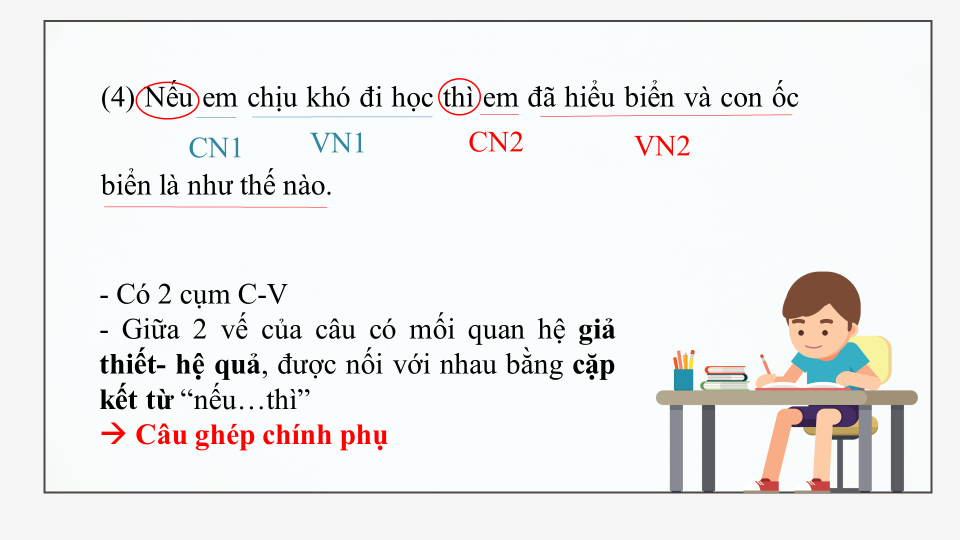 (4) Nếu em chịu khó đi học thì em đã hiểu biển và con ốc
CN1 VN1 CN2 VN2
biển là như thế nào.
- Có 2 cụm C-V
- Giữa 2 vế của câu có mối quan hệ giả
thiết- hệ quả, được nối với nhau bằng cặp
kết từ “nếu…thì”
→ Câu ghép chính phụ